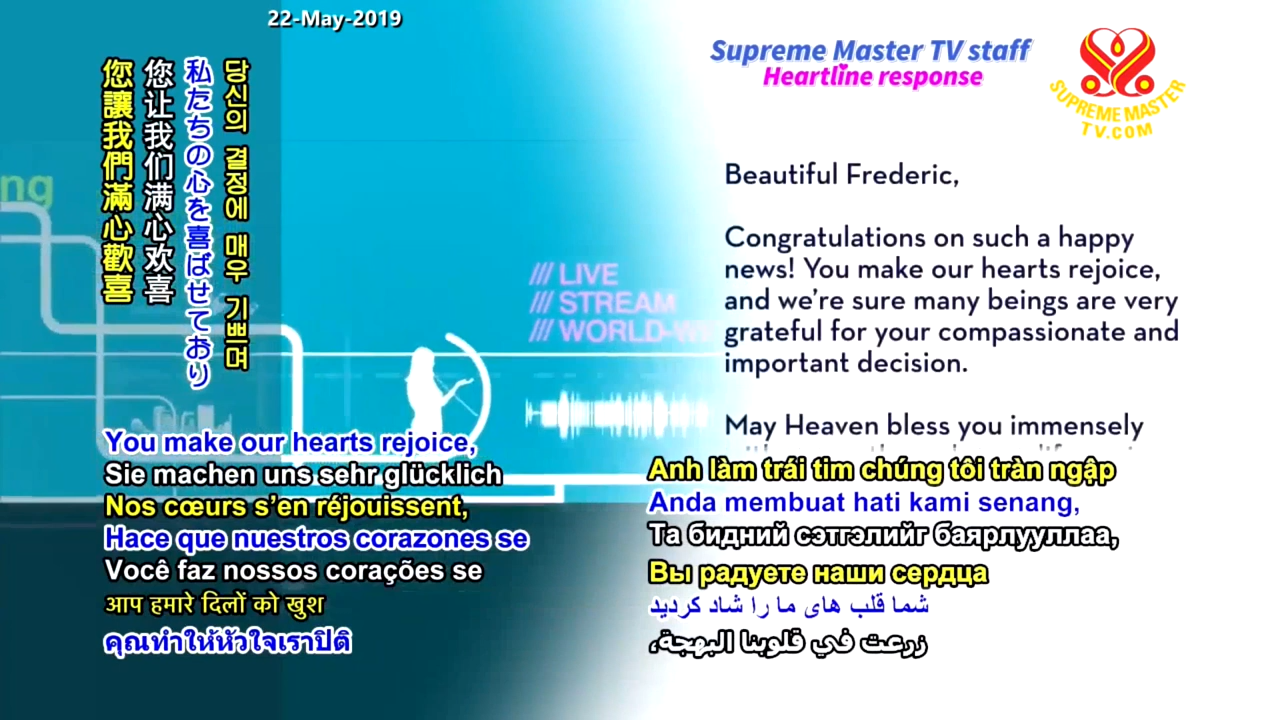 22-May-2019
Supreme Master TV staff
Heartline response
SUPREME MASTER
TV.COM
您讓我們滿心歡喜
您让我们满心欢喜
私たちの心を喜ばせており
당신의 결정에 매우 기쁘며
ng
/// LIVE
/// STREAM
/// WORLD-W
Beautiful Frederic,
Congratulations on such a happy
news! You make our hearts rejoice,
and we're sure many beings are very
grateful for your compassionate and
important decision.
May Heaven bless you immensely
You make our hearts rejoice,
Sie machen uns sehr glücklich
Nos cœurs s'en réjouissent,
Hace que nuestros corazones se
Você faz nossos corações se
आप हमारे दिलों को खुश
คุณทำให้หัวใจเราปิติ
Anh làm trái tim chúng tôi tràn ngập
Anda membuat hati kami senang,
Та бидний сэтгэлийг баярлууллаа,
Вы радуете наши сердца
شما قلب های ما را شاد کردید
زرعت في قلوبنا البهجة،